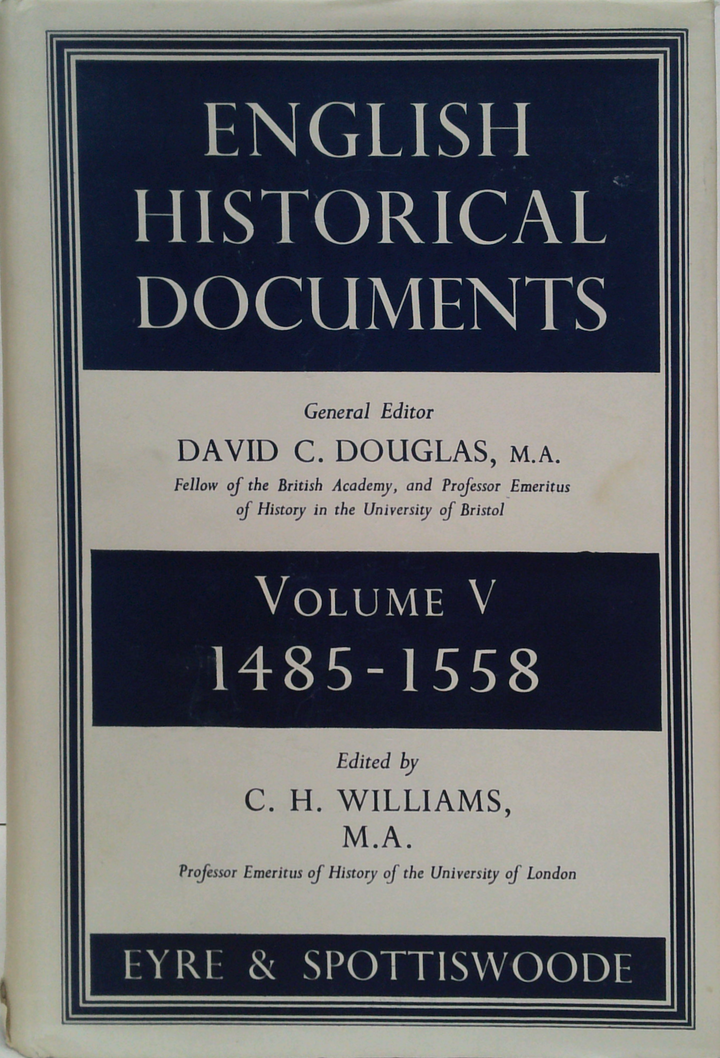 ENGLISH
HISTORICAL
DOCUMENTS
General Editor
DAVID C. DOUGLAS, M.A.
Fellow of the British Academy, and Professor Emeritus
of History in the University of Bristol
VOLUME V
1485-1558
Edited by
C. H. WILLIAMS,
M.A.
Professor Emeritus of History of the University of London
EYRE & SPOTTISWOODE